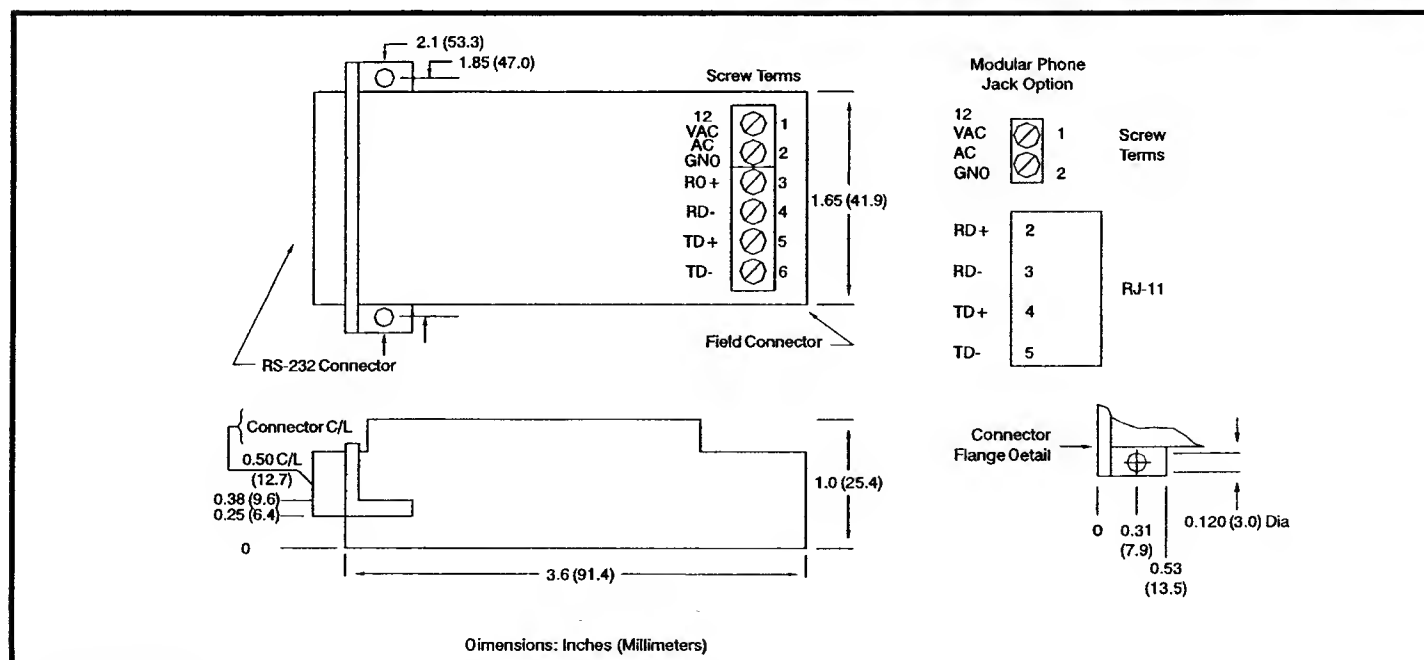 2.1 (53.3)
1.85 (47.0)
Screw Terms
12
VAC
AC
GN0
1
2
R0+
3
RD-
4
TD+
5
TD-
6
1.65 (41.9)
Field Connector
RS-232 Connector
Modular Phone
Jack Option
12
VAC
AC
GN0
1
2
Screw
Terms
RD+
2
RD-
3
TD+
4
TD-
5
RJ-11
Connector C/L
0.50 C/L
(12.7)
0.38 (9.6)
0.25 (6.4)
0
1.0 (25.4)
3.6 (91.4)
Connector
Flange Oetail
0
0.31
(7.9)
0.53
(13.5)
0.120 (3.0) Dia
Oimensions: Inches (Millimeters)